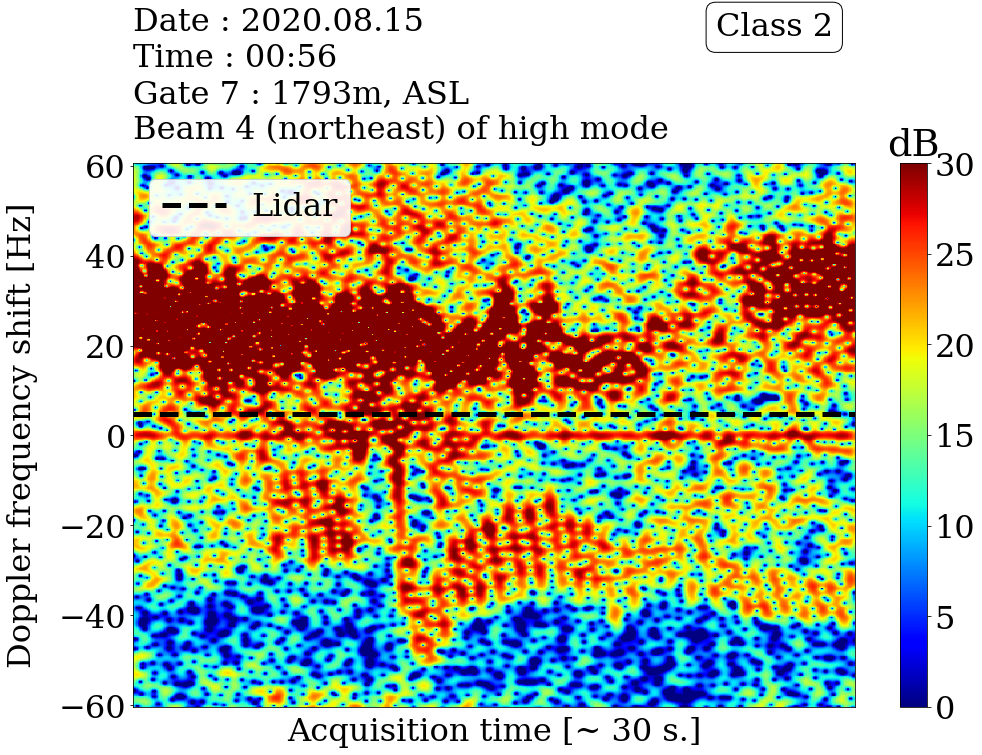 Date : 2020.08.15
Time : 00:56
Gate 7 : 1793m, ASL
Beam 4 (northeast) of high mode
Class 2
dB
Lidar
Doppler frequency shift [Hz]
60
40
20
0
−20
−40
−60
30
25
20
15
10
5
0
Acquisition time [~ 30 s.]